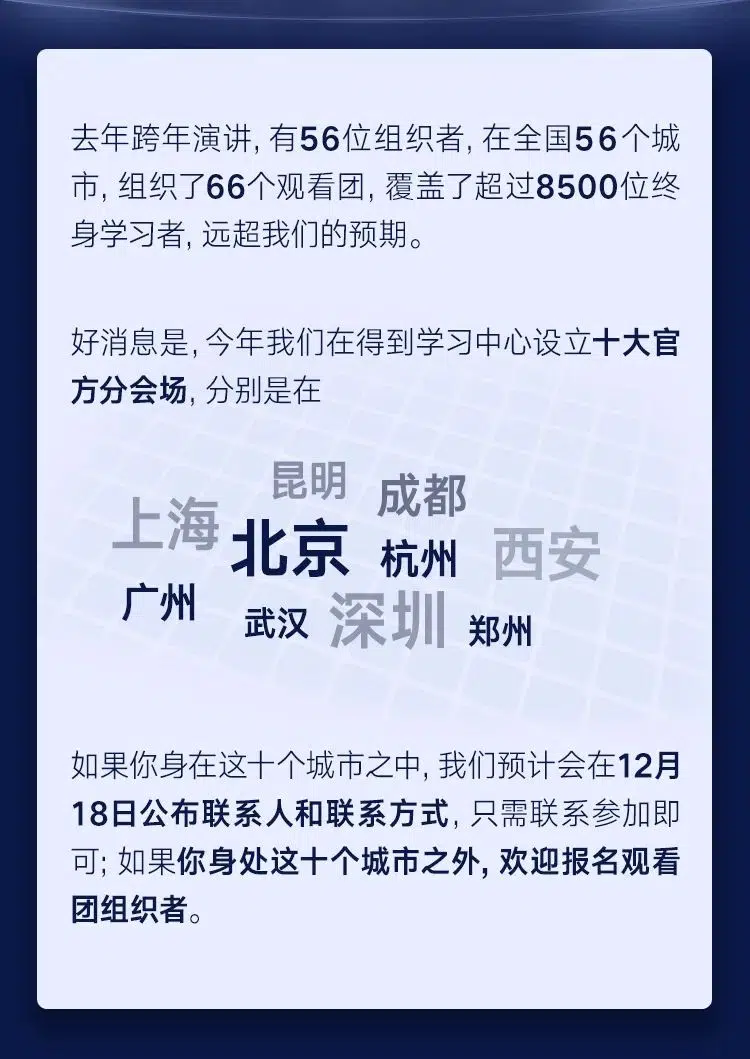 去年跨年演讲, 有56位组织者, 在全国56个城
市, 组织了66个观看团, 覆盖了超过8500位终
身学习者, 远超我们的预期。
好消息是, 今年我们在得到学习中心设立十大官
方分会场, 分别是在
昆明 成都
上海 北京 杭州 西安
广州 武汉 深圳 郑州
如果你身在这十个城市之中, 我们预计会在12月
18日公布联系人和联系方式, 只需联系参加即
可; 如果你身处这十个城市之外, 欢迎报名观看
团组织者。